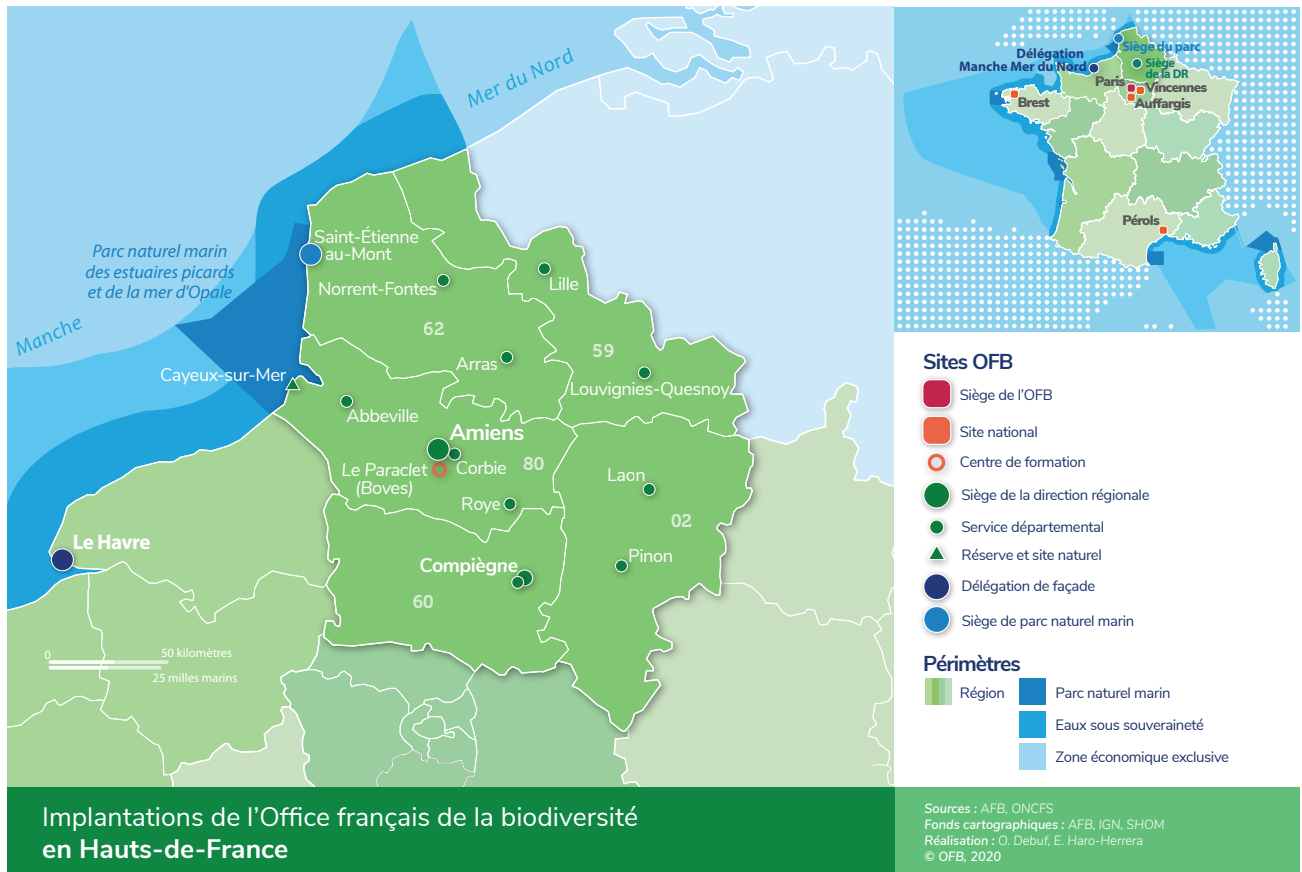 Mer du Nord
Manche
Parc naturel marin
des estuaires picards
et de la mer d'Opale
Saint-Étienne
au-Mont
Norrent-Fontes
Lille
62
59
Arras
Louvignies-Quesnoy
Cayeux-sur-Mer
Abbeville
Amiens
Le Paraclet
(Boves)
Corbie
80
Laon
Roye
02
Le Havre
Compiègne
Pinon
60
0
50 kilomètres
25 milles marins
Délégation
Manche Mer du Nord
Siège du parc
Siège
de la DR
Paris
Vincennes
Auffargis
Brest
Pérols
Sites OFB
Siège de l'OFB
Site national
Centre de formation
Siège de la direction régionale
Service départemental
Réserve et site naturel
Délégation de façade
Siège de parc naturel marin
Périmètres
Région
Parc naturel marin
Eaux sous souveraineté
Zone économique exclusive
Implantations de l'Office français de la biodiversité
en Hauts-de-France
Sources : AFB, ONCFS
Fonds cartographiques : AFB, IGN, SHOM
Réalisation : O. Debuf, E. Haro-Herrera
© OFB, 2020